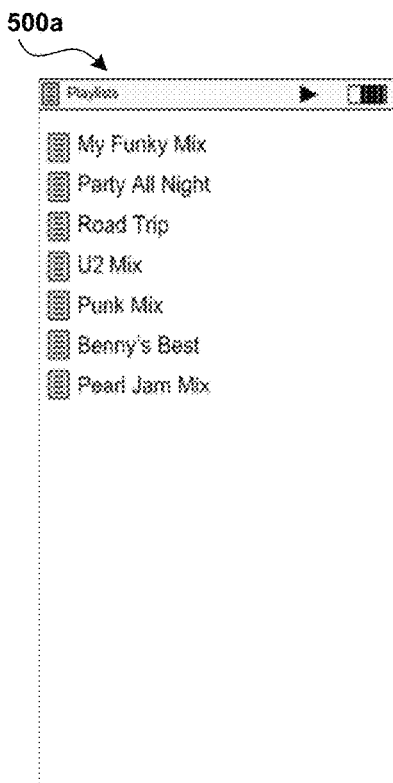 500a
Playlists
My Funky Mix
Party All Night
Road Trip
U2 Mix
Punk Mix
Benny's Best
Pearl Jam Mix